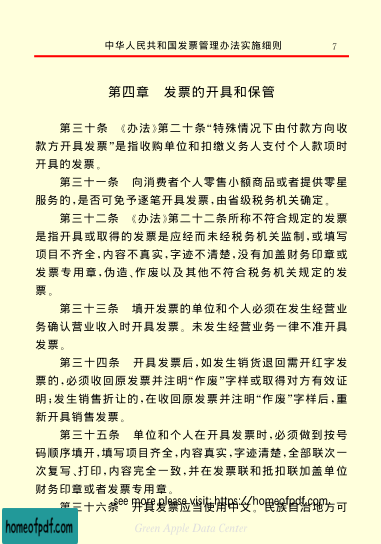 中华人民共和国发票管理办法实施细则 7
第四章 发票的开具和保管
第三十条 《办法》第二十条“特殊情况下由付款方向收
款方开具发票”是指收购单位和扣缴义务人支付个人款项时
开具的发票。
第三十一条 向消费者个人零售小额商品或者提供零星
服务的,是否可免予逐笔开具发票,由省级税务机关确定。
第三十二条 《办法》第二十二条所称不符合规定的发票
是指开具或取得的发票是应经而未经税务机关监制,或填写
项目不齐全,内容不真实,字迹不清楚,没有加盖财务印章或
发票专用章,伪造、作废以及其他不符合税务机关规定的发
票。
第三十三条 填开发票的单位和个人必须在发生经营业
务确认营业收入时开具发票。未发生经营业务一律不准开具
发票。
第三十四条 开具发票后,如发生销货退回需开红字发
票的,必须收回原发票并注明“作废”字样或取得对方有效证
明;发生销售折让的,在收回原发票并注明“作废”字样后,重
新开具销售发票。
第三十五条 单位和个人在开具发票时,必须做到按号
码顺序填开,填写项目齐全,内容真实,字迹清楚,全部联次一
次复写、打印,内容完全一致,并在发票联和抵扣联加盖单位
财务印章或者发票专用章。
see more please visit: https://homeofpdf.com
第三十六条 开具发票应当使用中文。民族自治地方可
homeofpdf.com
Green Apple Data Center